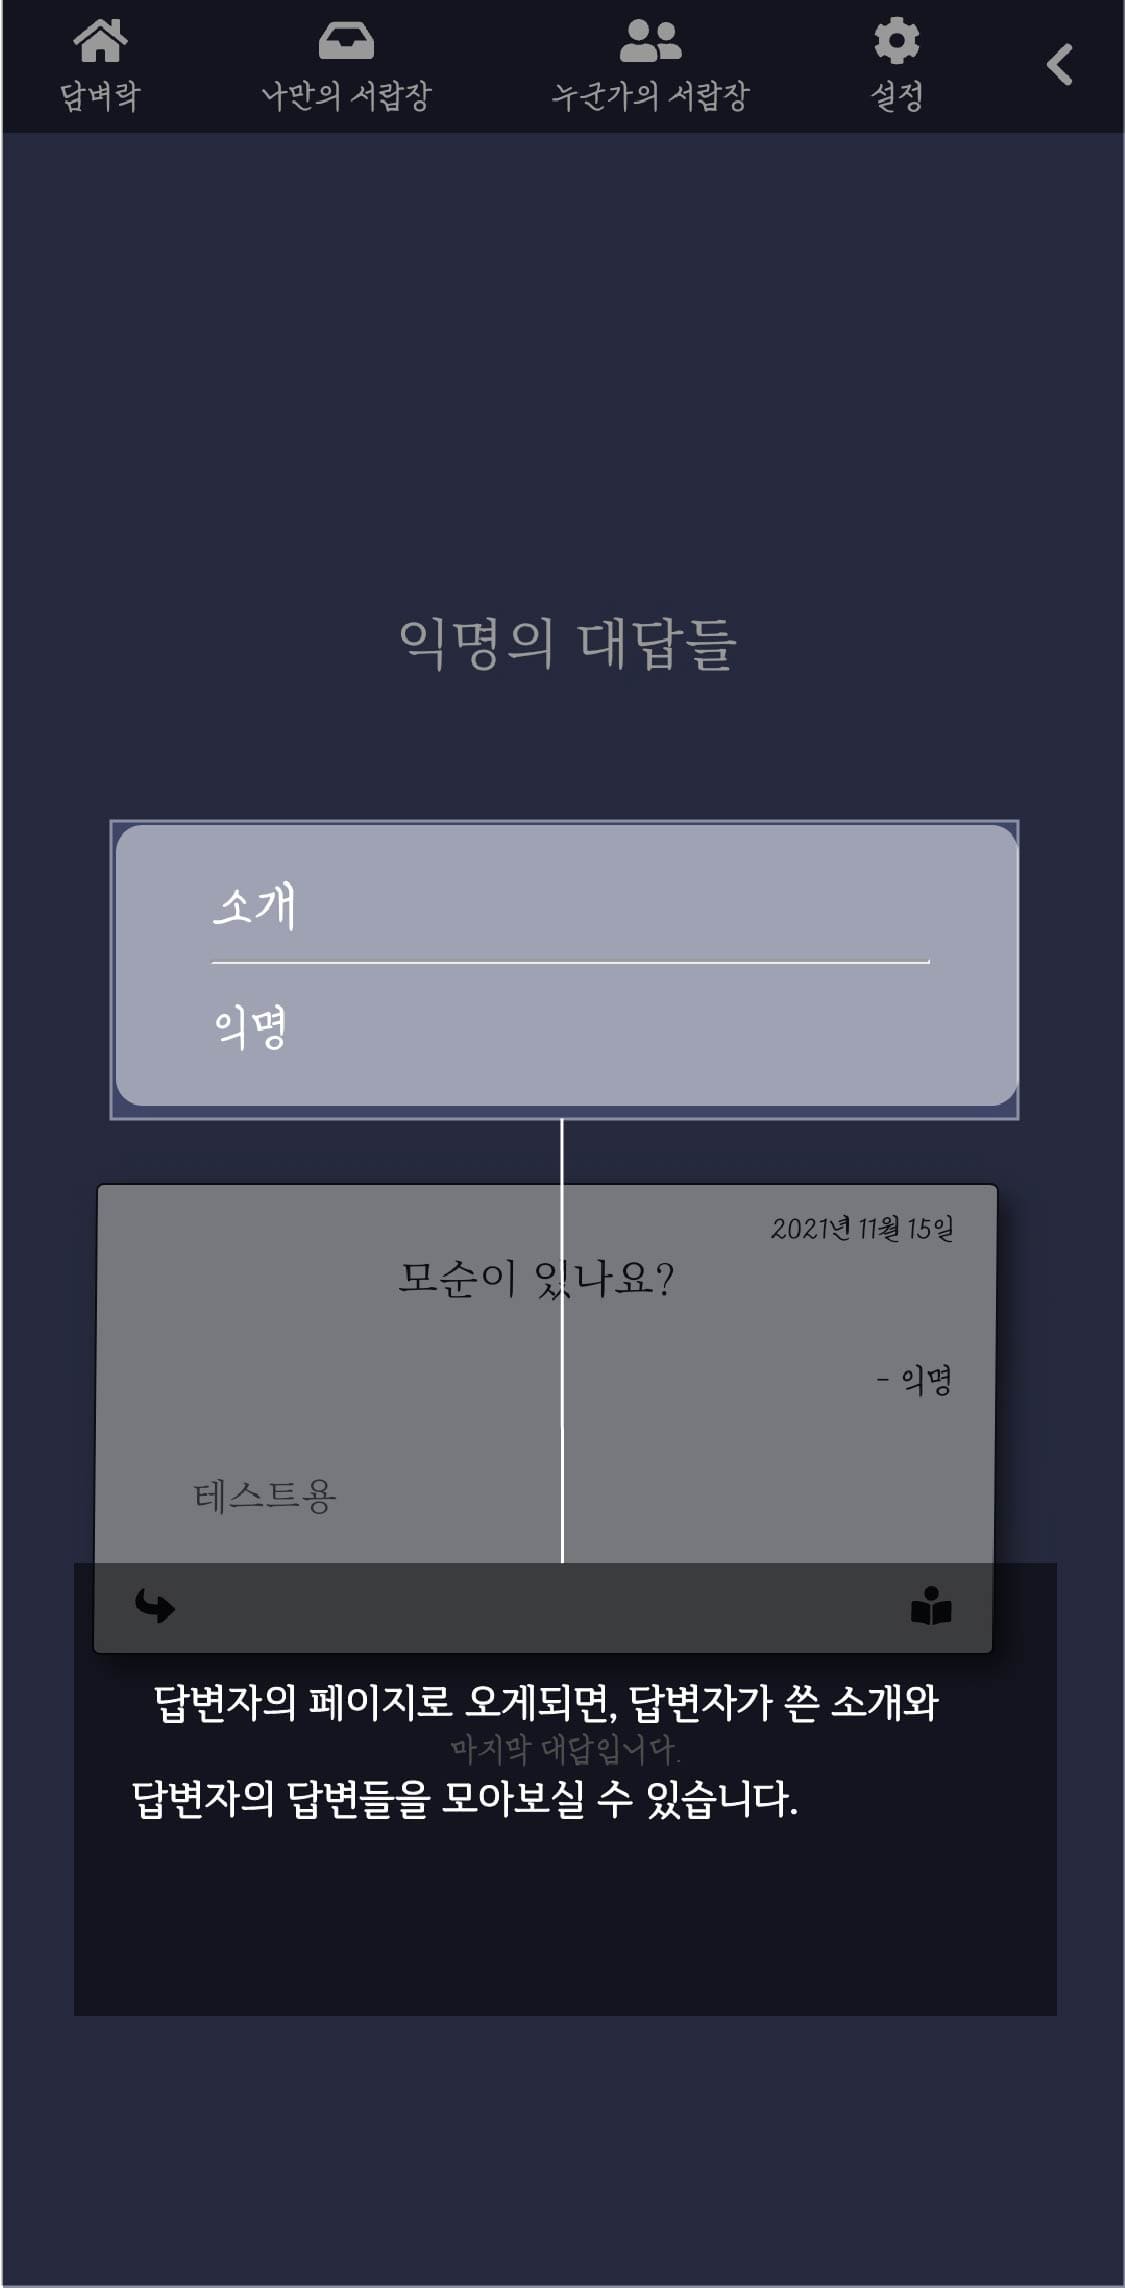 담벼락 나만의 서랍장 누군가의 서랍장 설정
익명의 대답들
소개
익명
2021년 11월 15일
모순이 있나요?
- 익명
테스트용
답변자의 페이지로 오게되면, 답변자가 쓴 소개와
마지막 대답입니다.
답변자의 답변들을 모아보실 수 있습니다.